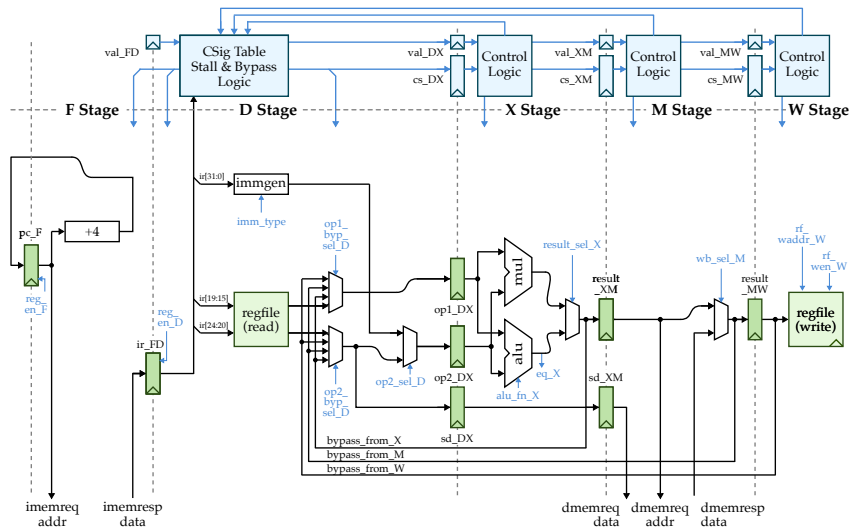 val_FD
CSig Table
Stall & Bypass
Logic
val_DX
cs_DX
Control
Logic
val_XM
cs_XM
Control
Logic
val_MW
cs_MW
Control
Logic
F Stage
D Stage
X Stage
M Stage
W Stage
ir[31:0]
immgen
imm_type
pc_F
+4
reg_
en_F
reg_
en_D
ir_FD
ir[19:15]
ir[24:20]
regfile
(read)
op1_
byp_
sel_D
op2_
byp_
sel_D
op2_sel_D
op1_DX
op2_DX
sd_DX
mul
alu
alu_fn_X
eq_X
result_sel_X
result
_XM
sd_XM
wb_sel_M
result
_MW
rf_
waddr_W
rf_
wen_W
regfile
(write)
bypass_from_X
bypass_from_M
bypass_from_W
imemreq
addr
imemresp
data
dmemreq
data
dmemreq
addr
dmemresp
data